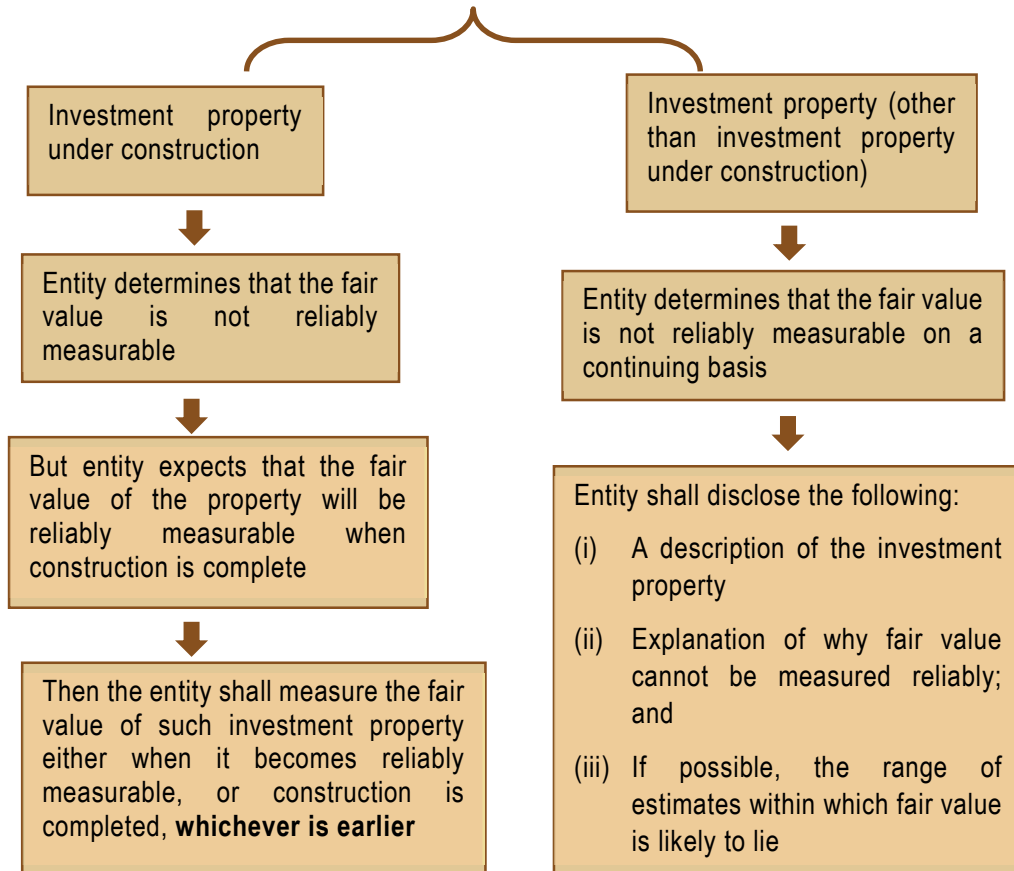 Investment property
under construction
Entity determines that the fair
value is not reliably
measurable
But entity expects that the fair
value of the property will be
reliably measurable when
construction is complete
Then the entity shall measure the fair
value of such investment property
either when it becomes reliably
measurable, or construction is
completed, whichever is earlier
Investment property (other
than investment property
under construction)
Entity determines that the fair value
is not reliably measurable on a
continuing basis
Entity shall disclose the following:
(i) A description of the investment
property
(ii) Explanation of why fair value
cannot be measured reliably;
and
(iii) If possible, the range of
estimates within which fair value
is likely to lie